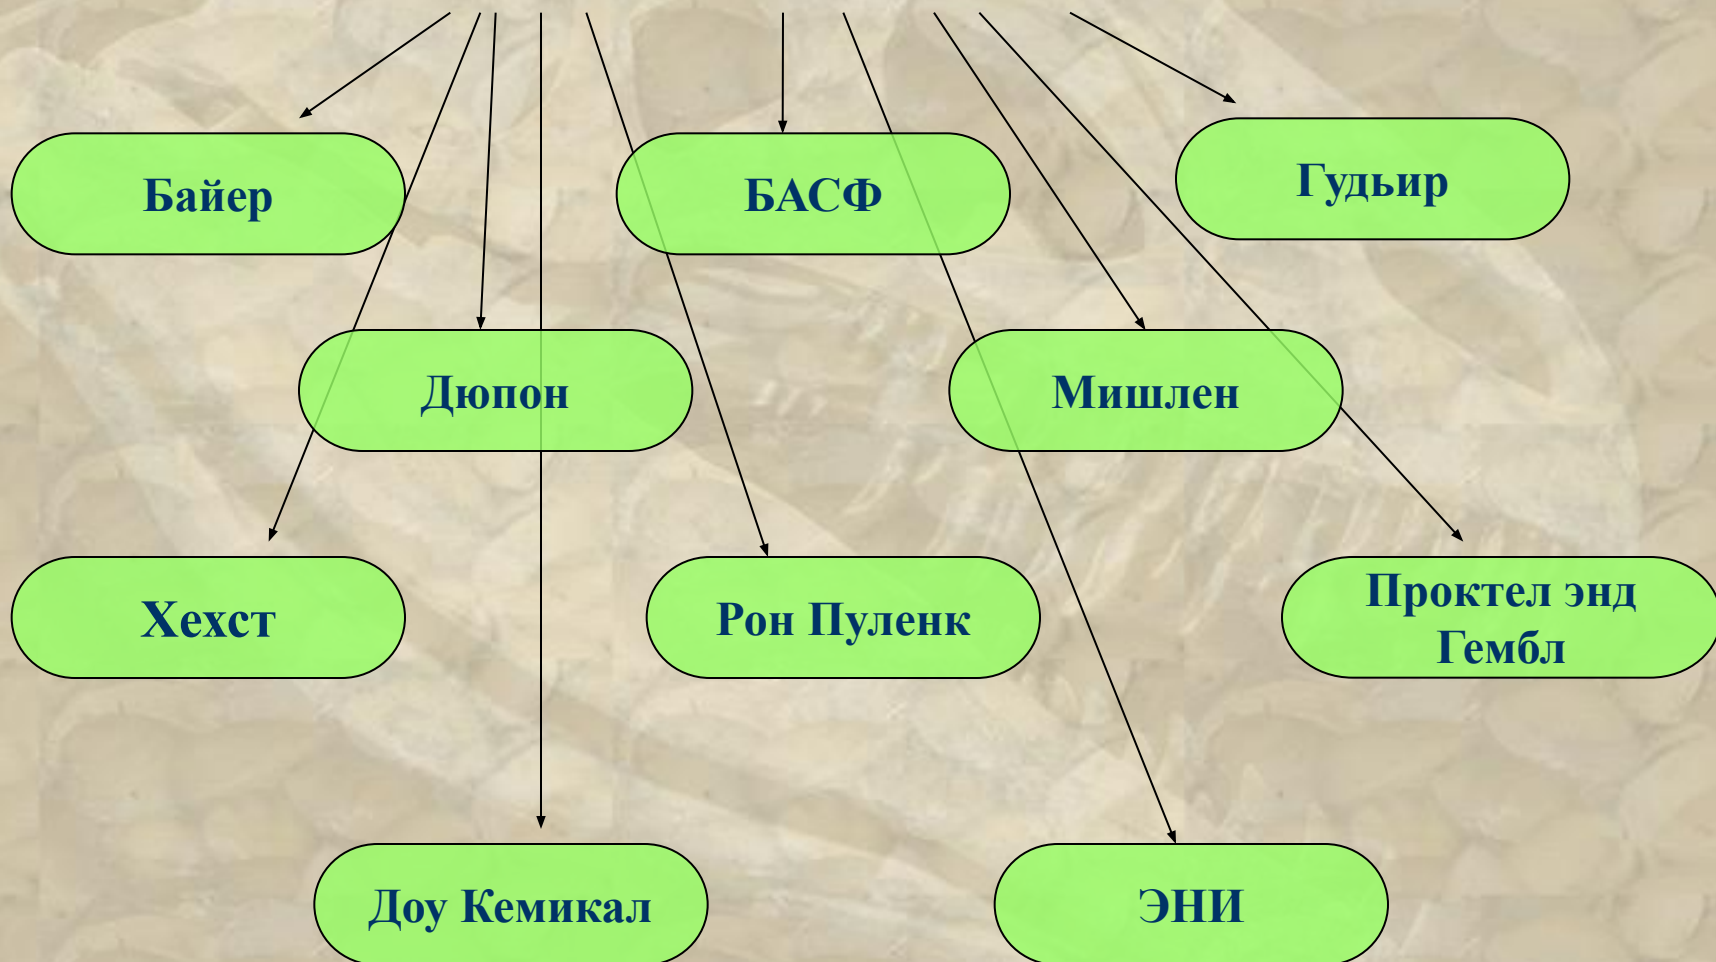 Байер
БАСФ
Гудьир
Дюпон
Мишлен
Хехст
Рон Пуленк
Проктел энд
Гембл
Доу Кемикал
ЭНИ